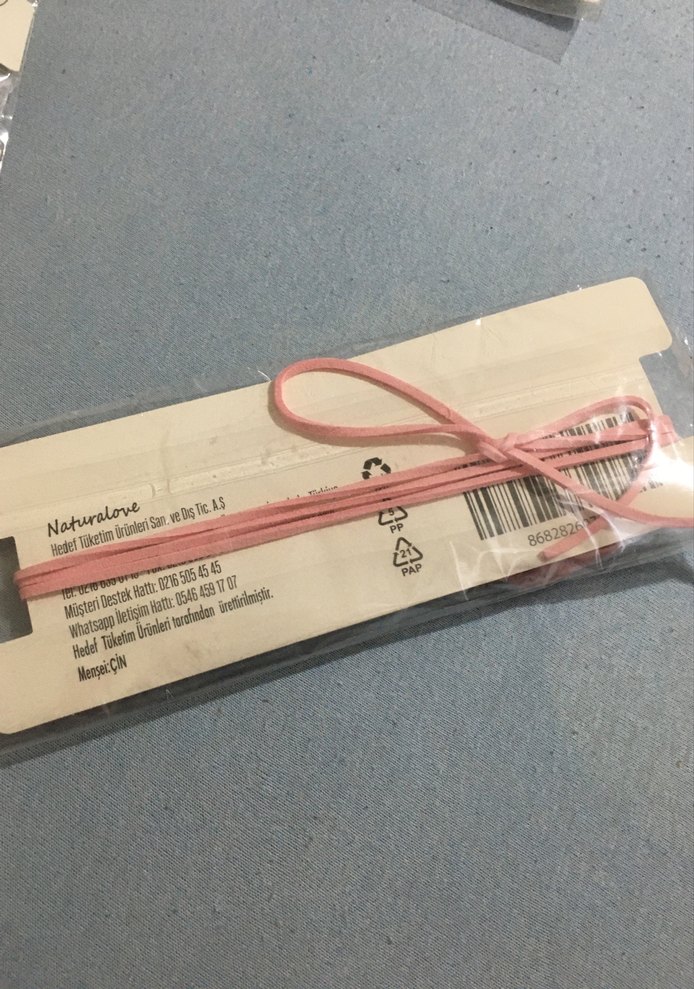 Naturalove
Hedef Tüketim Ürünleri San. ve Dış Tic. A.Ş
Müşteri Destek Hattı: 0216 505 45 45
Whatsapp İletişim Hattı: 0546 459 17 07
Hedef Tüketim Ürünleri tarafından ürettirilmiştir.
Menşei:ÇİN
5
PP
21
PAP